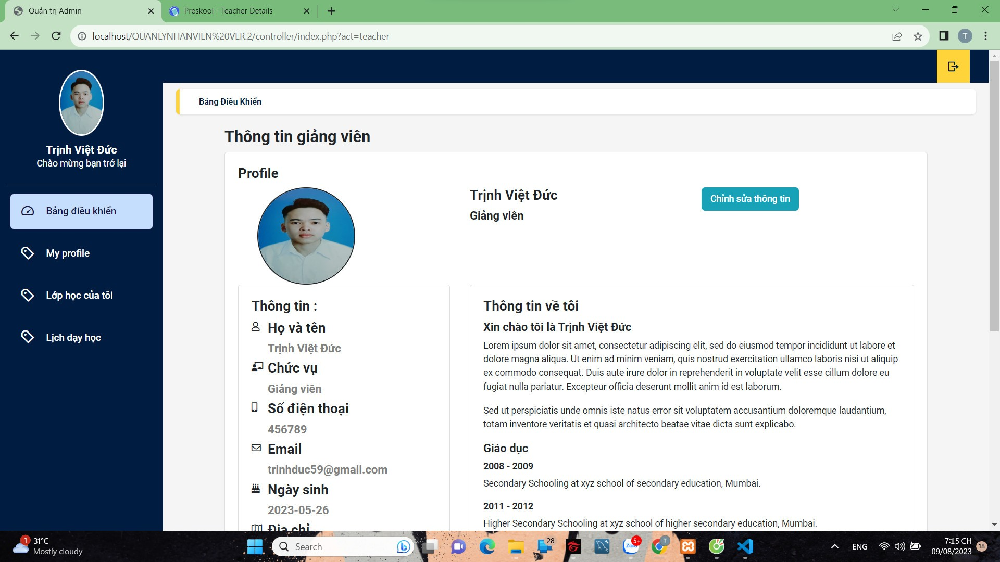 Quản trị Admin
Preskool - Teacher Details
localhost/QUANLYNHANVIEN%20VER.2/controller/index.php?act=teacher
T
Trịnh Việt Đức
Chào mừng bạn trở lại
Bảng điều khiển
My profile
Lớp học của tôi
Lịch dạy học
Bảng Điều Khiển
Thông tin giảng viên
Profile
Trịnh Việt Đức
Giảng viên
Chỉnh sửa thông tin
Thông tin :
Họ và tên
Trịnh Việt Đức
Chức vụ
Giảng viên
Số điện thoại
456789
Email
trinhduc59@gmail.com
Ngày sinh
2023-05-26
Địa chỉ
Thông tin về tôi
Xin chào tôi là Trịnh Việt Đức
Lorem ipsum dolor sit amet, consectetur adipiscing elit, sed do eiusmod tempor incididunt ut labore et
dolore magna aliqua. Ut enim ad minim veniam, quis nostrud exercitation ullamco laboris nisi ut aliquip
ex commodo consequat. Duis aute irure dolor in reprehenderit in voluptate velit esse cillum dolore eu
fugiat nulla pariatur. Excepteur officia deserunt mollit anim id est laborum.
Sed ut perspiciatis unde omnis iste natus error sit voluptatem accusantium doloremque laudantium,
totam inventore veritatis et quasi architecto beatae vitae dicta sunt explicabo.
Giáo dục
2008 - 2009
Secondary Schooling at xyz school of secondary education, Mumbai.
2011 - 2012
Higher Secondary Schooling at xyz school of higher secondary education, Mumbai.
1
31°C
Mostly cloudy
Search
28
Zalo
5+
T
ENG
7:15 CH
09/08/2023
18